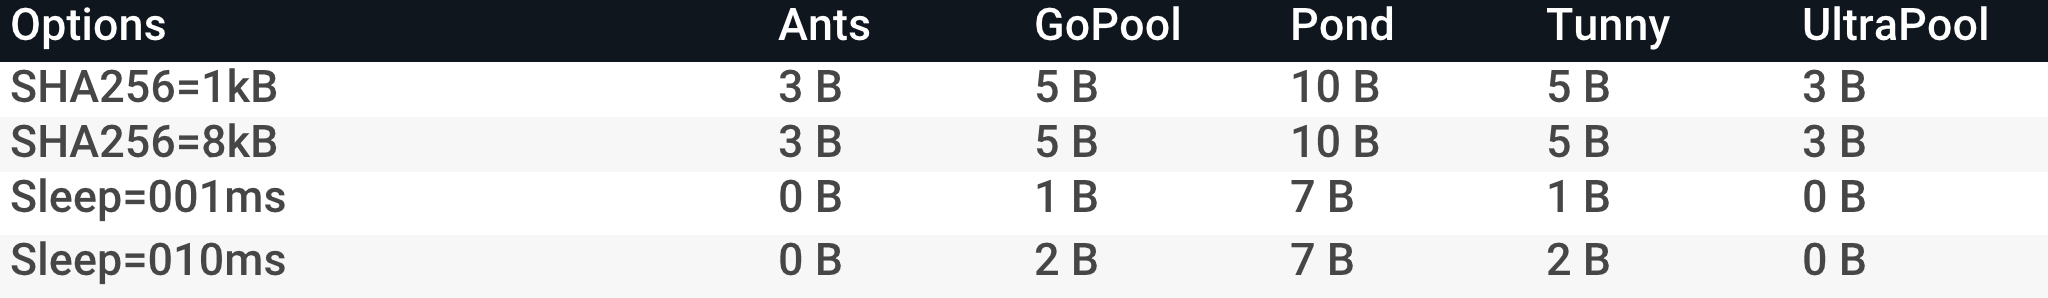 Options Ants GoPool Pond Tunny UltraPool
SHA256=1kB 3 B 5 B 10 B 5 B 3 B
SHA256=8kB 3 B 5 B 10 B 5 B 3 B
Sleep=001ms 0 B 1 B 7 B 1 B 0 B
Sleep=010ms 0 B 2 B 7 B 2 B 0 B